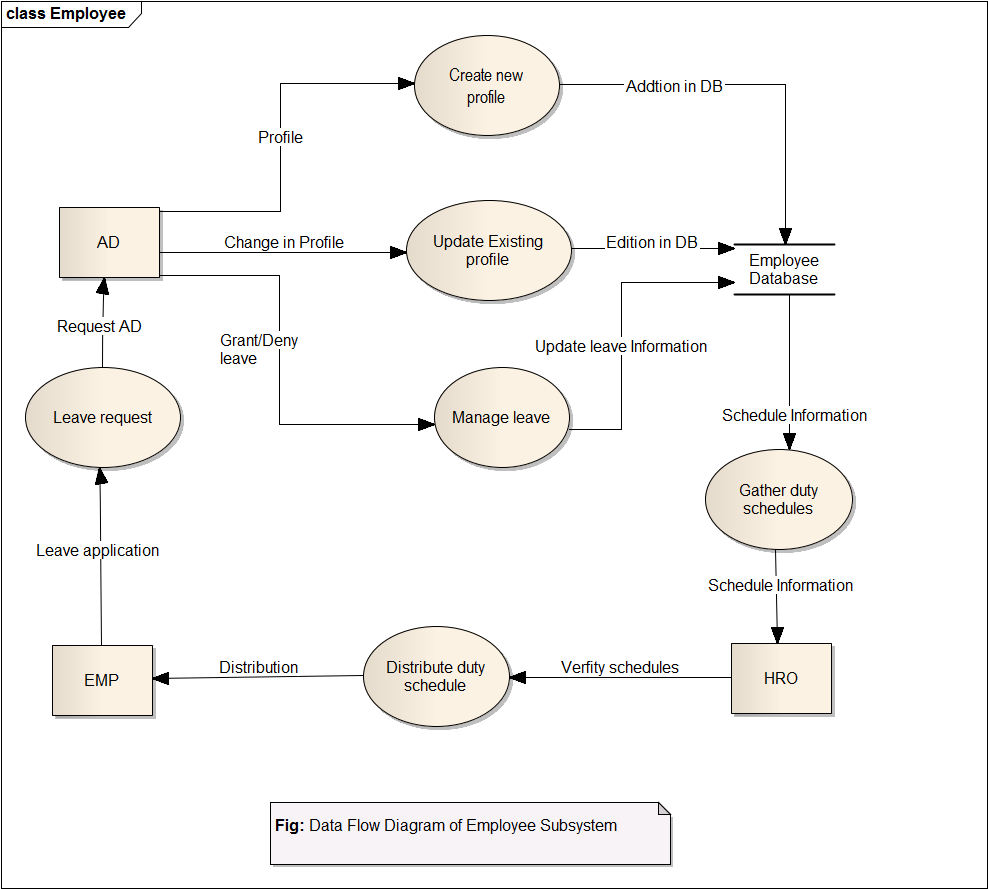 class Employee
Create new
profile
Addtion in DB
Profile
AD
Change in Profile
Update Existing
profile
Edition in DB
Employee
Database
Request AD
Grant/Deny
leave
Update leave Information
Leave request
Manage leave
Schedule Information
Gather duty
schedules
Leave application
Schedule Information
EMP
Distribution
Distribute duty
schedule
Verfity schedules
HRO
Fig: Data Flow Diagram of Employee Subsystem